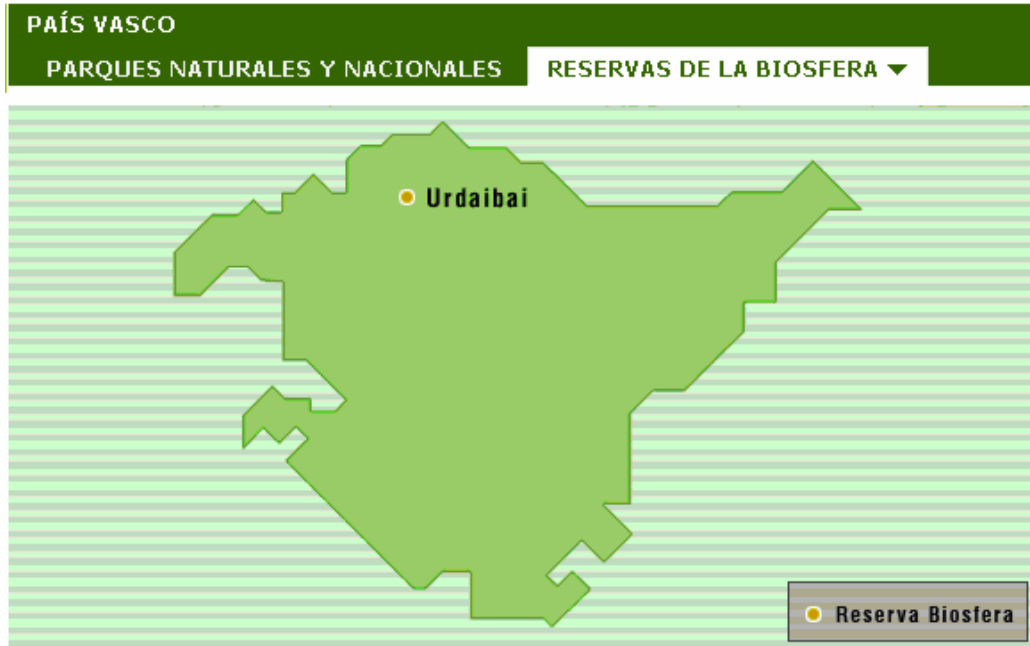 PAÍS VASCO
PARQUES NATURALES Y NACIONALES RESERVAS DE LA BIOSFERA
Urdaibai
Reserva Biosfera